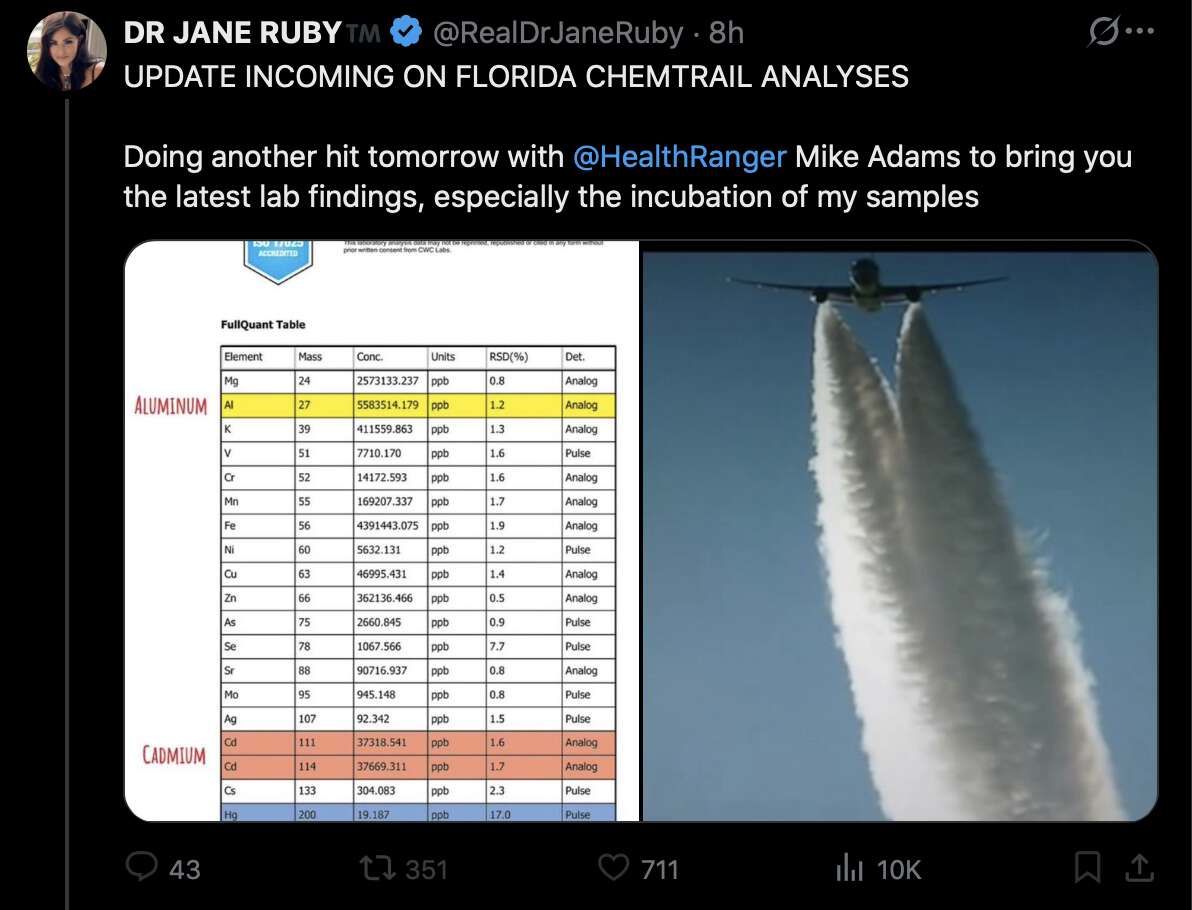 DR JANE RUBY™ @RealDrJaneRuby · 8h
UPDATE INCOMING ON FLORIDA CHEMTRAIL ANALYSES
Doing another hit tomorrow with @HealthRanger Mike Adams to bring you
the latest lab findings, especially the incubation of my samples
ISO 17025
ACCREDITED
This laboratory analysis data may not be reprinted, republished or cited in any form without
prior written consent from CWC Labs.
FullQuant Table
Element Mass Conc. Units RSD(%) Det.
Mg 24 2573133.237 ppb 0.8 Analog
ALUMINUM Al 27 5583514.179 ppb 1.2 Analog
K 39 411559.863 ppb 1.3 Analog
V 51 7710.170 ppb 1.6 Pulse
Cr 52 14172.593 ppb 1.6 Analog
Mn 55 169207.337 ppb 1.7 Analog
Fe 56 4391443.075 ppb 1.9 Analog
Ni 60 5632.131 ppb 1.2 Pulse
Cu 63 46995.431 ppb 1.4 Analog
Zn 66 362136.466 ppb 0.5 Analog
As 75 2660.845 ppb 0.9 Pulse
Se 78 1067.566 ppb 7.7 Pulse
Sr 88 90716.937 ppb 0.8 Analog
Mo 95 945.148 ppb 0.8 Pulse
Ag 107 92.342 ppb 1.5 Pulse
CADMIUM Cd 111 37318.541 ppb 1.6 Analog
Cd 114 37669.311 ppb 1.7 Analog
Cs 133 304.083 ppb 2.3 Pulse
Hg 200 19.187 ppb 17.0 Pulse
43 351 711 10K